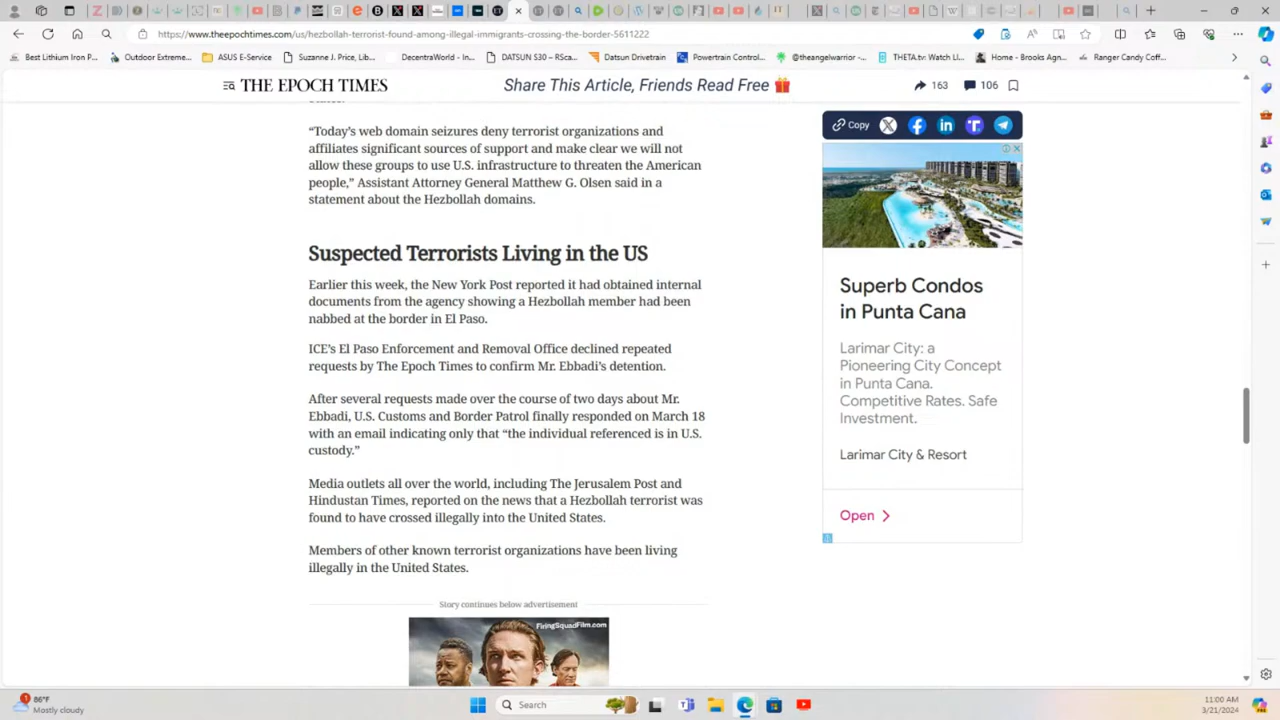 https://www.theepochtimes.com/us/hezbollah-terrorist-found-among-illegal-immigrants-crossing-the-border-5611222
Best Lithium Iron P... Outdoor Extreme... ASUS E-Service Suzanne J. Price, Lab... DecentraWorld - In... DATSUN S30 – RSca... Datsun Drivetrain Powertrain Control... @theangelwarrior -... THETA.tv: Watch Li... Home - Brooks Agn... Ranger Candy Coff...
THE EPOCH TIMES
Share This Article, Friends Read Free
163 106
“Today’s web domain seizures deny terrorist organizations and
affiliates significant sources of support and make clear we will not
allow these groups to use U.S. infrastructure to threaten the American
people,” Assistant Attorney General Matthew G. Olsen said in a
statement about the Hezbollah domains.
Suspected Terrorists Living in the US
Earlier this week, the New York Post reported it had obtained internal
documents from the agency showing a Hezbollah member had been
nabbed at the border in El Paso.
ICE’s El Paso Enforcement and Removal Office declined repeated
requests by The Epoch Times to confirm Mr. Ebbadi’s detention.
After several requests made over the course of two days about Mr.
Ebbadi, U.S. Customs and Border Patrol finally responded on March 18
with an email indicating only that “the individual referenced is in U.S.
custody.”
Media outlets all over the world, including The Jerusalem Post and
Hindustan Times, reported on the news that a Hezbollah terrorist was
found to have crossed illegally into the United States.
Members of other known terrorist organizations have been living
illegally in the United States.
Story continues below advertisement
FiringSquadFilm.com
Copy
Superb Condos
in Punta Cana
Larimar City: a
Pioneering City Concept
in Punta Cana.
Competitive Rates. Safe
Investment.
Larimar City & Resort
Open
86°F
Mostly cloudy
Search
11:00 AM
3/21/2024